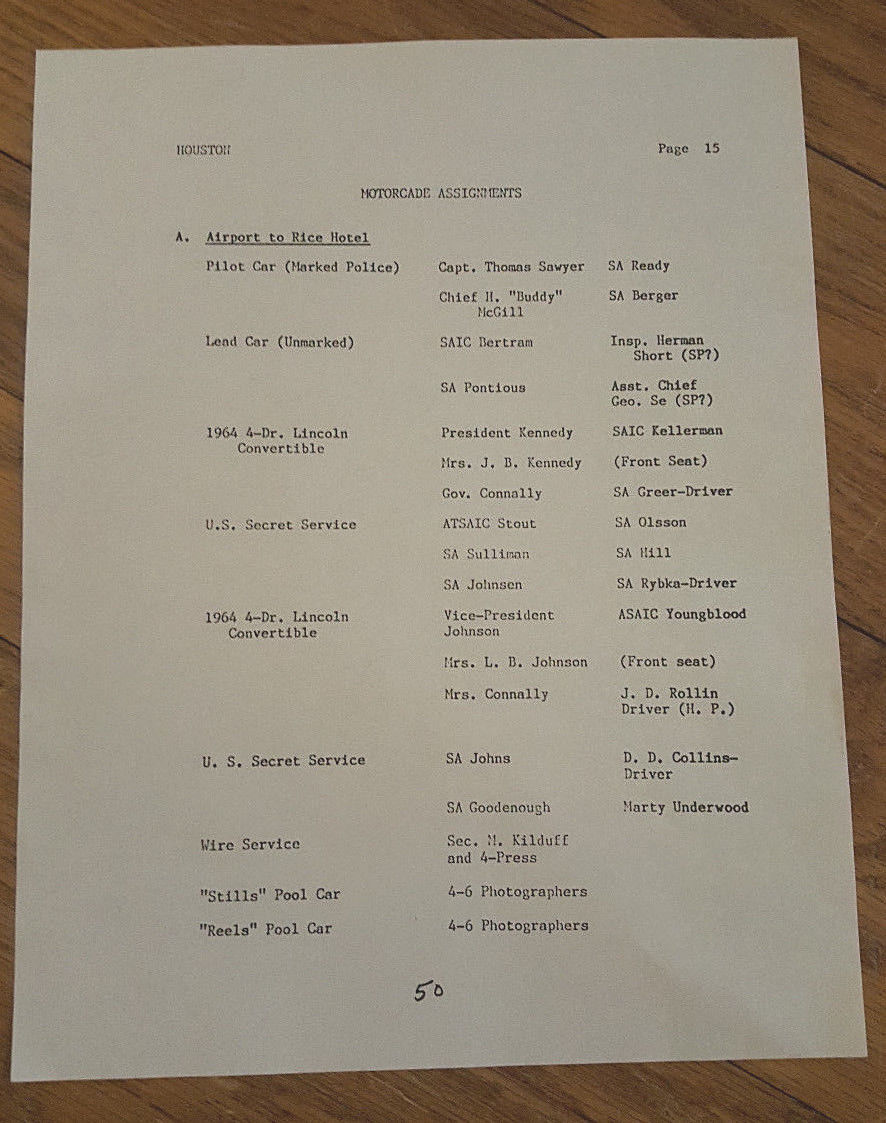 HOUSTON Page 15
MOTORCADE ASSIGNMENTS
A. Airport to Rice Hotel
Pilot Car (Marked Police) Capt. Thomas Sawyer SA Ready
Chief H. "Buddy" SA Berger
McGill
Lead Car (Unmarked) SAIC Bertram Insp. Herman
Short (SP?)
SA Pontious Asst. Chief
Geo. Se (SP?)
1964 4-Dr. Lincoln President Kennedy SAIC Kellerman
Convertible
Mrs. J. B. Kennedy (Front Seat)
Gov. Connally SA Greer-Driver
U.S. Secret Service ATSAIC Stout SA Olsson
SA Sulliman SA Hill
SA Johnsen SA Rybka-Driver
1964 4-Dr. Lincoln Vice-President ASAIC Youngblood
Convertible Johnson
Mrs. L. B. Johnson (Front seat)
Mrs. Connally J. D. Rollin
Driver (H. P.)
U. S. Secret Service SA Johns D. D. Collins-
Driver
SA Goodenough Marty Underwood
Wire Service Sec. M. Kilduff
and 4-Press
"Stills" Pool Car 4-6 Photographers
"Reels" Pool Car 4-6 Photographers
50